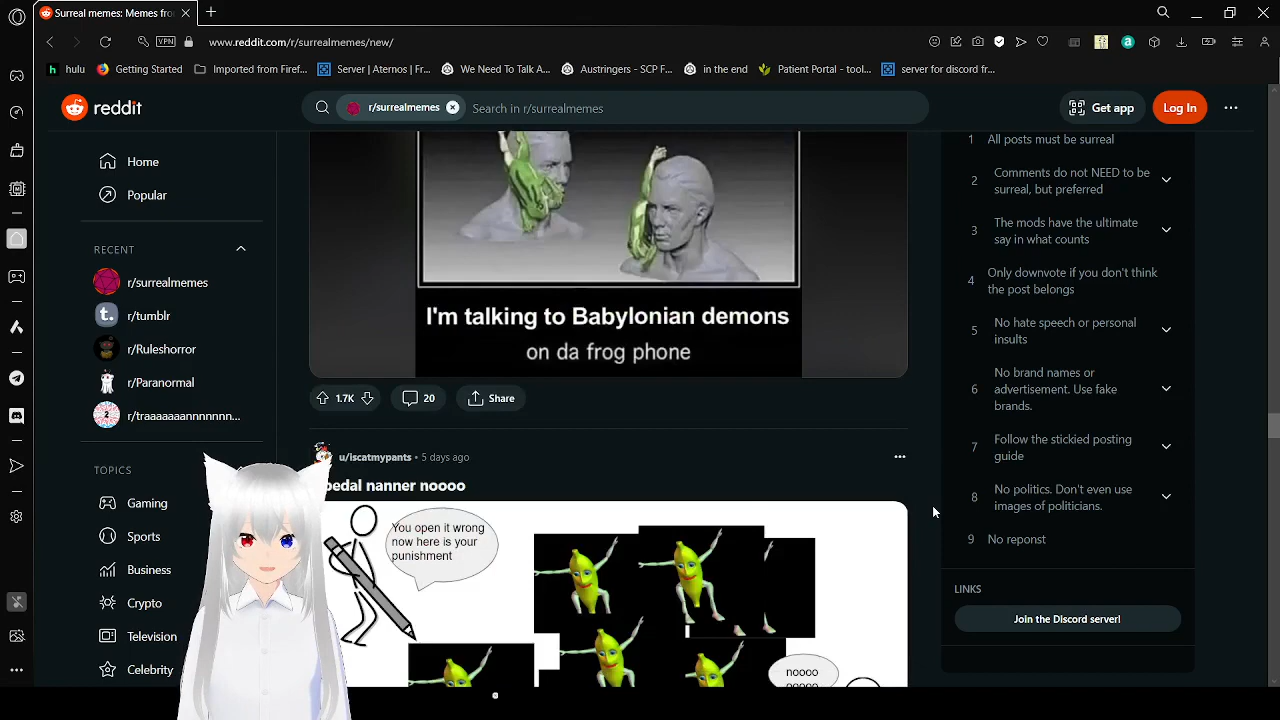 Surreal memes: Memes fro
VPN
www.reddit.com/r/surrealmemes/new/
h hulu
Getting Started
Imported from Firef...
Server | Aternos | Fr...
We Need To Talk A...
Austringers - SCP F...
in the end
Patient Portal - tool...
server for discord fr...
reddit
r/surrealmemes
Search in r/surrealmemes
Get app
Log In
Home
Popular
RECENT
r/surrealmemes
t. r/tumblr
r/Ruleshorror
r/Paranormal
2 r/traaaaaaannnnnn...
TOPICS
Gaming
Sports
Business
Crypto
Television
Celebrity
I'm talking to Babylonian demons
on da frog phone
1.7K
20
Share
u/iscatmypants • 5 days ago
pedal nanner noooo
You open it wrong
now here is your
punishment
noooo
1 All posts must be surreal
2 Comments do not NEED to be
surreal, but preferred
3 The mods have the ultimate
say in what counts
4 Only downvote if you don't think
the post belongs
5 No hate speech or personal
insults
6 No brand names or
advertisement. Use fake
brands.
7 Follow the stickied posting
guide
8 No politics. Don't even use
images of politicians.
9 No reponst
LINKS
Join the Discord server!